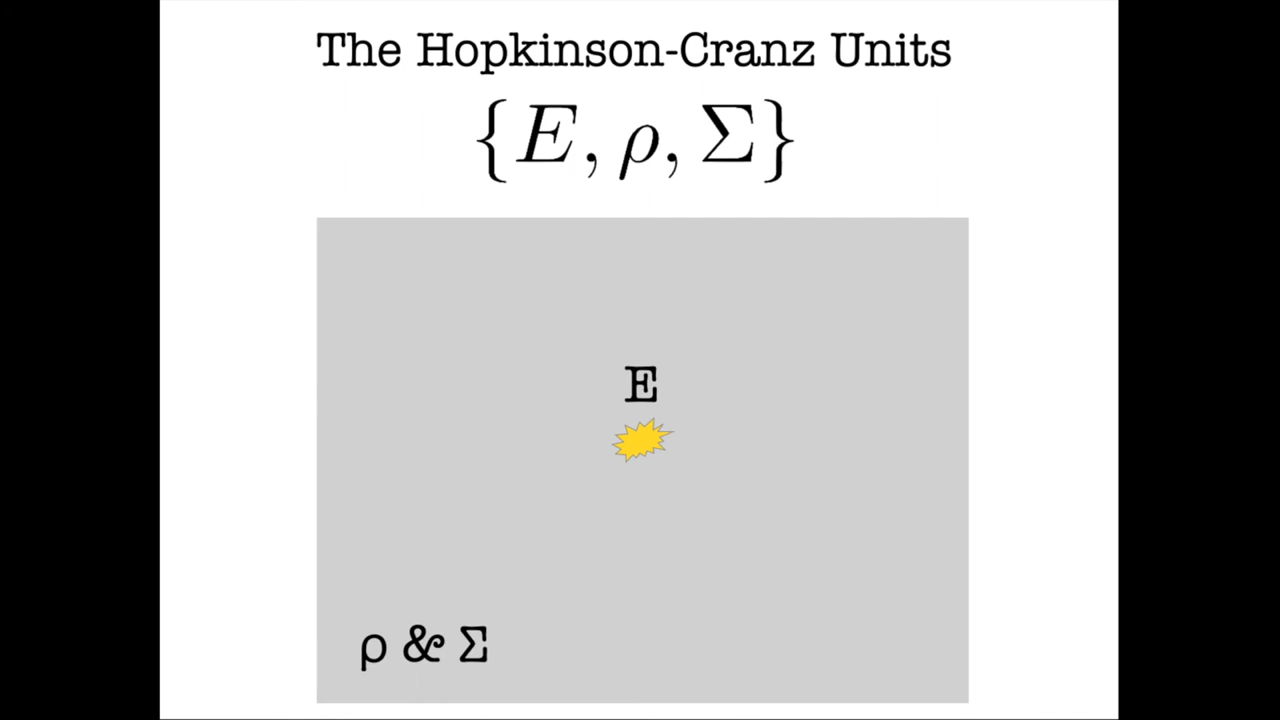 The Hopkinson-Cranz Units
{E, ρ, Σ}
E
ρ & Σ